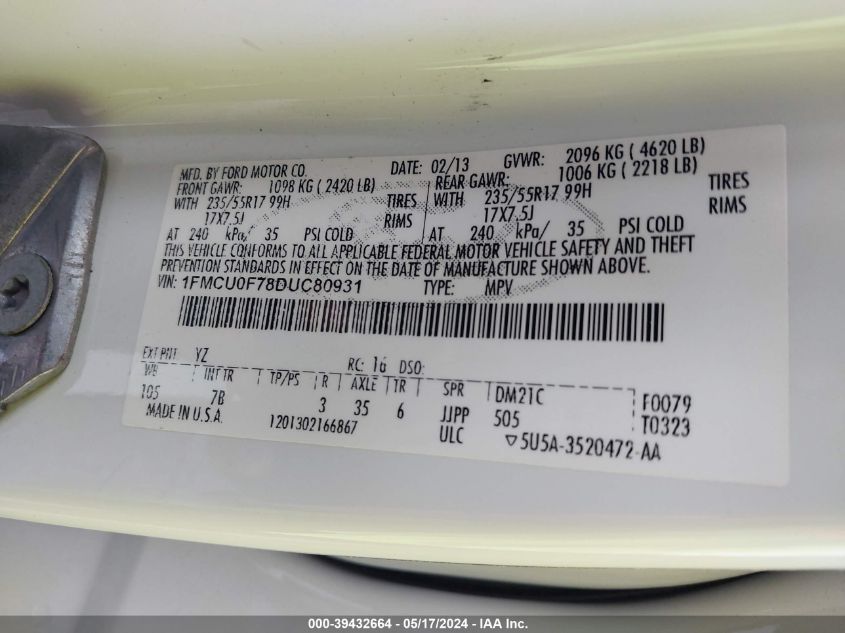 MFD. BY FORD MOTOR CO. DATE: 02/13 GVWR: 2096 KG ( 4620 LB)
FRONT GAWR: 1098 KG ( 2420 LB) REAR GAWR: 1006 KG ( 2218 LB)
WITH 235/55R17 99H TIRES WITH 235/55R17 99H TIRES
17X7.5J RIMS 17X7.5J RIMS
AT 240 kPa/ 35 PSI COLD AT 240 kPa/ 35 PSI COLD
THIS VEHICLE CONFORMS TO ALL APPLICABLE FEDERAL MOTOR VEHICLE SAFETY AND THEFT
PREVENTION STANDARDS IN EFFECT ON THE DATE OF MANUFACTURE SHOWN ABOVE.
VIN: 1FMCU0F78DUC80931 TYPE: MPV
EXT PNT YZ RC: 16 DSO:
WB INT TR TP/PS R AXLE TR SPR DM21C F0079
105 7B 3 35 6 JJPP 505 T0323
MADE IN U.S.A. 1201302166867 ULC ▽5U5A-3520472-AA
000-39432664 - 05/17/2024 - IAA Inc.